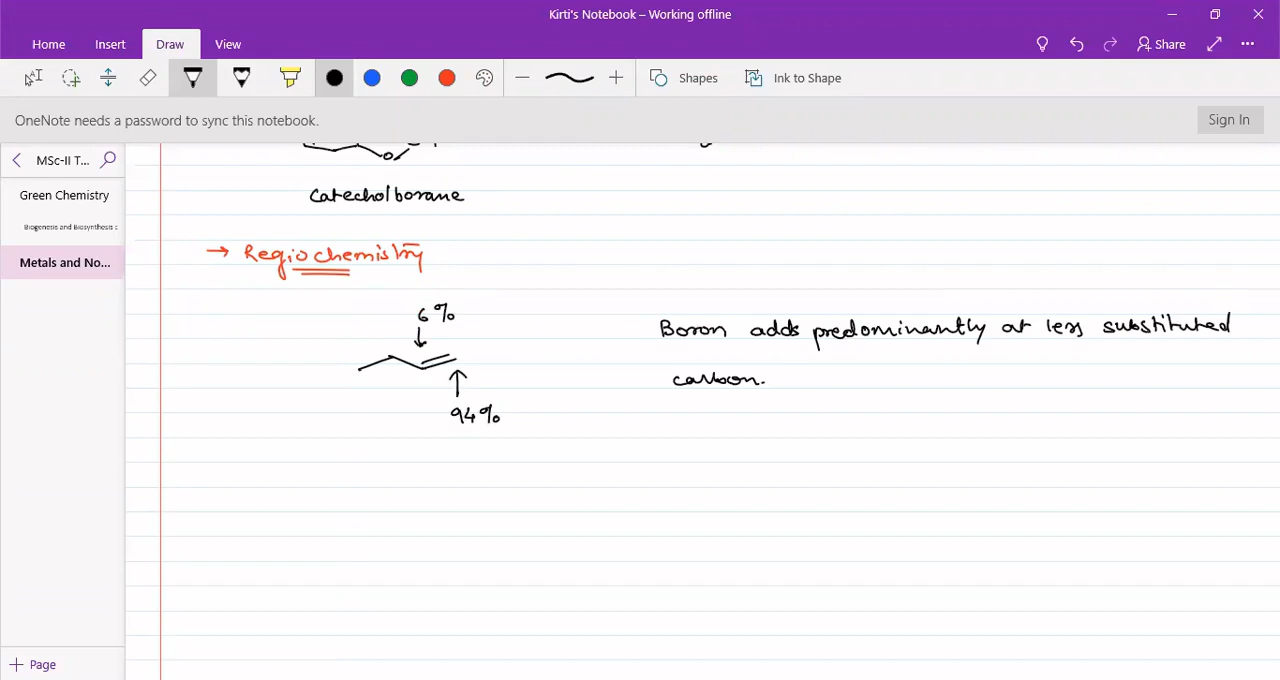 Kirti's Notebook – Working offline
Home Insert Draw View
Share
Shapes Ink to Shape
OneNote needs a password to sync this notebook.
Sign In
MSc-II T...
Green Chemistry
Biogenesis and Biosynthesis
Metals and No...
Catecholborane
→ Regiochemistry
6%
94%
Boron adds predominantly at less substituted
carbon.
+ Page